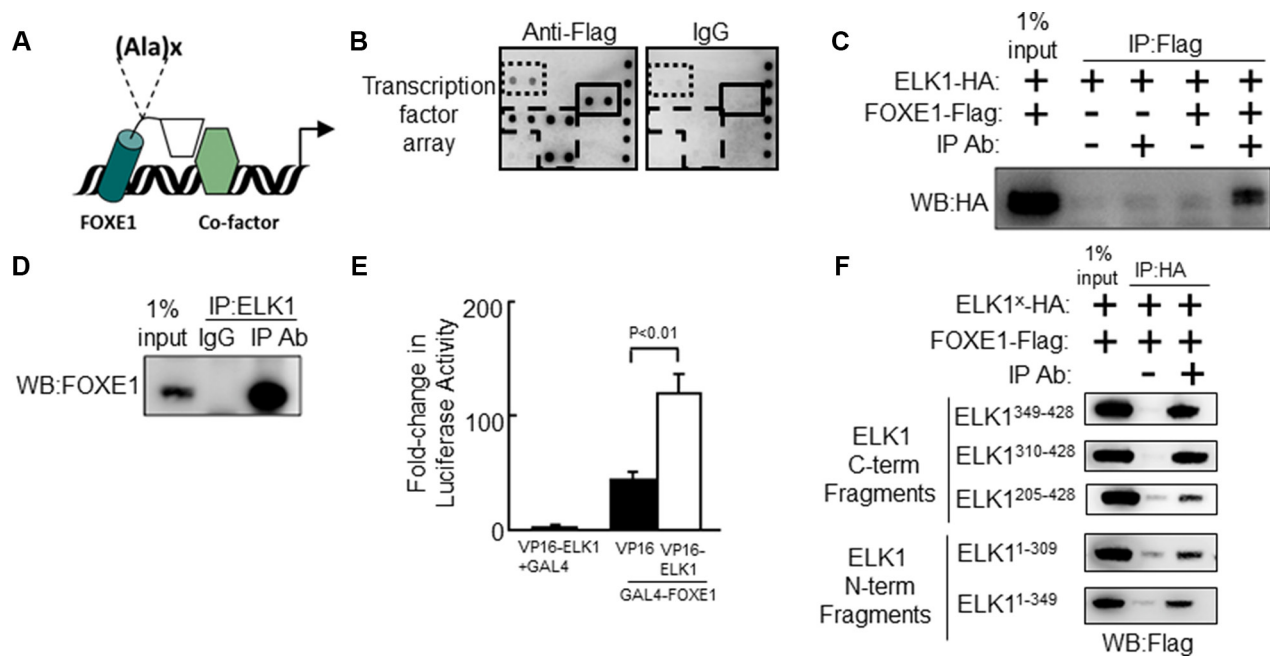 A
(Ala)x
FOXE1
Co-factor
B
Anti-Flag
IgG
Transcription
factor
array
C
1%
input
IP:Flag
ELK1-HA: + + + + +
FOXE1-Flag: + - - + +
IP Ab: - + - +
WB:HA
D
1%
input
IP:ELK1
IgG IP Ab
WB:FOXE1
E
Fold-change in
Luciferase Activity
200
100
0
P<0.01
VP16-ELK1
+GAL4
VP16
VP16-
ELK1
GAL4-FOXE1
F
1%
input
IP:HA
ELK1ˣ-HA: + + +
FOXE1-Flag: + + +
IP Ab: - +
ELK1
C-term
Fragments
ELK1³⁴⁹⁻⁴²⁸
ELK1³¹⁰⁻⁴²⁸
ELK1²⁰⁵⁻⁴²⁸
ELK1
N-term
Fragments
ELK1¹⁻³⁰⁹
ELK1¹⁻³⁴⁹
WB:Flag